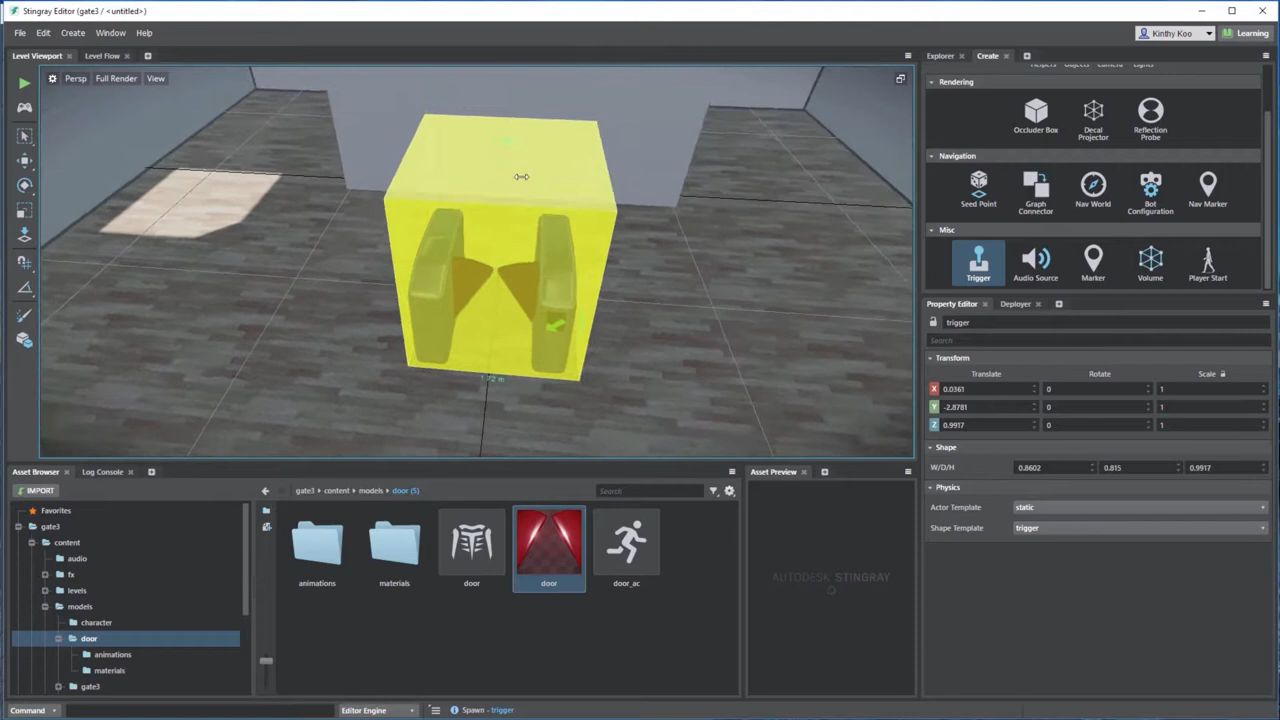 Stingray Editor (gate3 / <untitled>)
File Edit Create Window Help
Kinthy Koo
Learning
Level Viewport
Level Flow
Persp Full Render View
1.72 m
Explorer
Create
Helpers Objects Camera Lights
Rendering
Occluder Box
Decal Projector
Reflection Probe
Navigation
Seed Point
Graph Connector
Nav World
Bot Configuration
Nav Marker
Misc
Trigger
Audio Source
Marker
Volume
Player Start
Property Editor
Deployer
trigger
Search
Transform
Translate Rotate Scale
X 0.0361 0 1
Y -2.8781 0 1
Z 0.9917 0 1
Shape
W/D/H 0.8602 0.815 0.9917
Physics
Actor Template static
Shape Template trigger
Asset Browser
Log Console
IMPORT
gate3 content models door (5)
Search
Favorites
gate3
content
audio
fx
levels
models
character
door
animations
materials
gate3
animations
materials
door
door
door_ac
Asset Preview
AUTODESK STINGRAY
Command
Editor Engine
Spawn - trigger